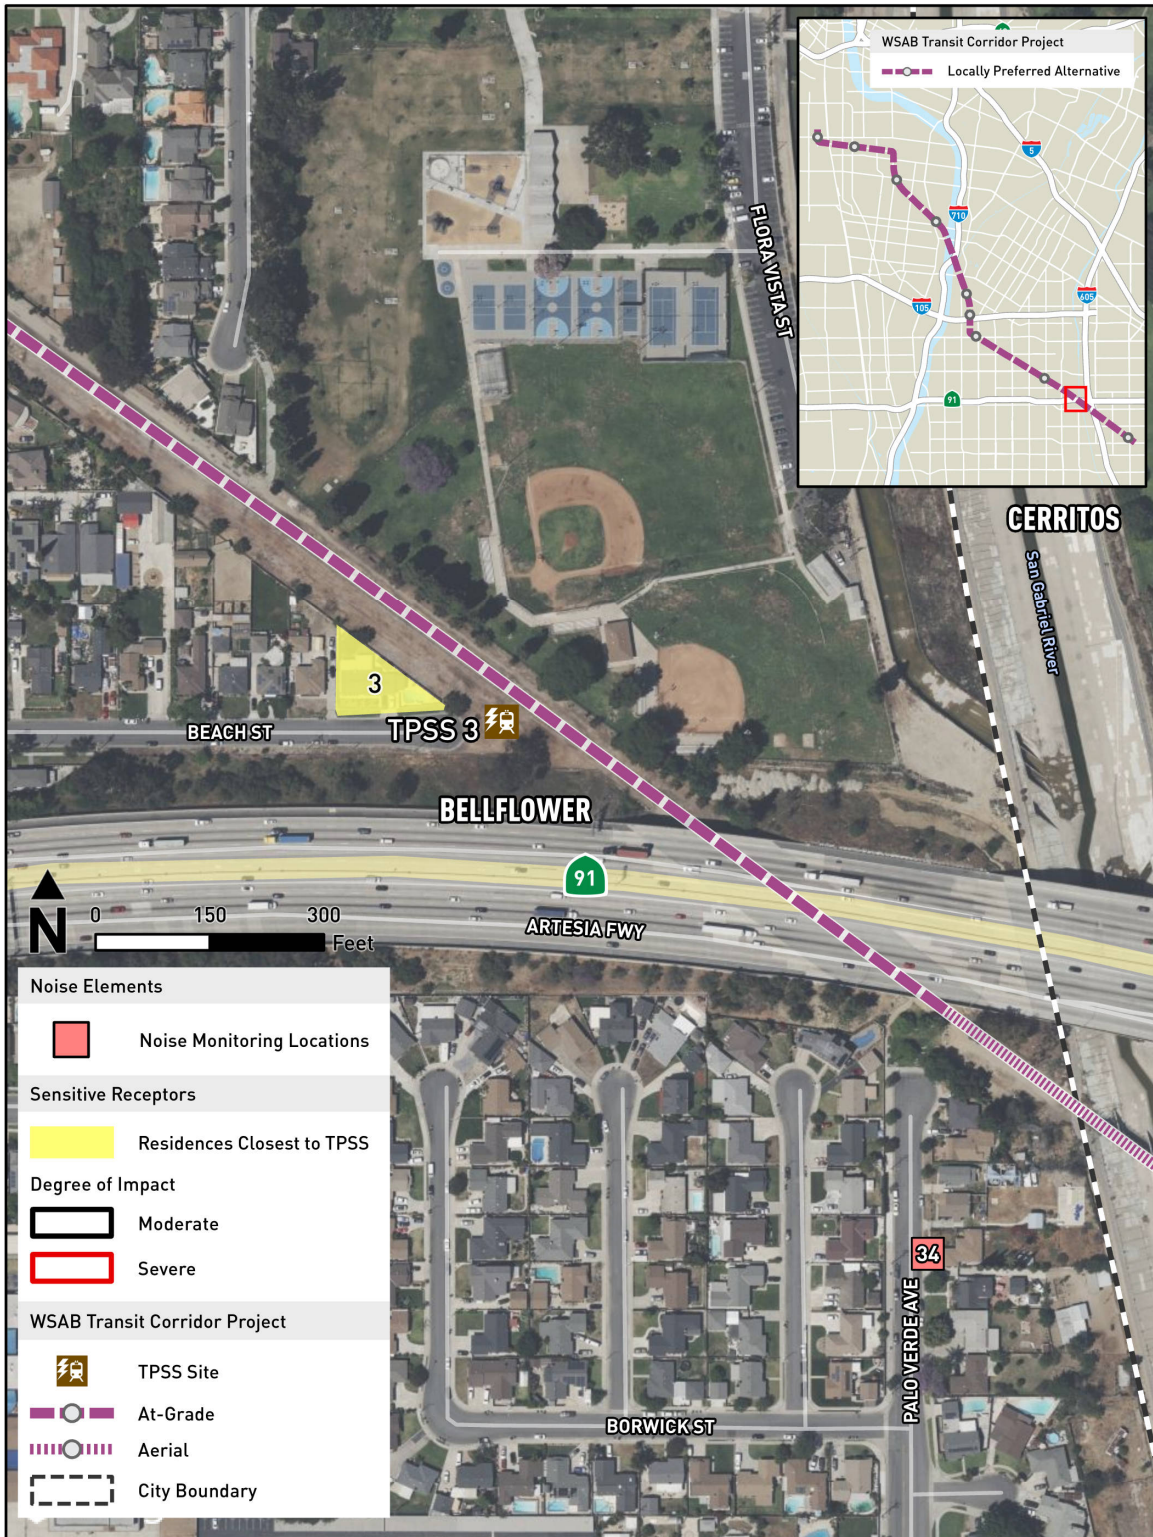 WSAB Transit Corridor Project
Locally Preferred Alternative
5
710
105
605
91
FLORA VISTA ST
CERRITOS
San Gabriel River
3
BEACH ST
TPSS 3
BELLFLOWER
91
ARTESIA FWY
N
0 150 300
Feet
Noise Elements
Noise Monitoring Locations
Sensitive Receptors
Residences Closest to TPSS
Degree of Impact
Moderate
Severe
WSAB Transit Corridor Project
TPSS Site
At-Grade
Aerial
City Boundary
34
PALO VERDE AVE
BORWICK ST